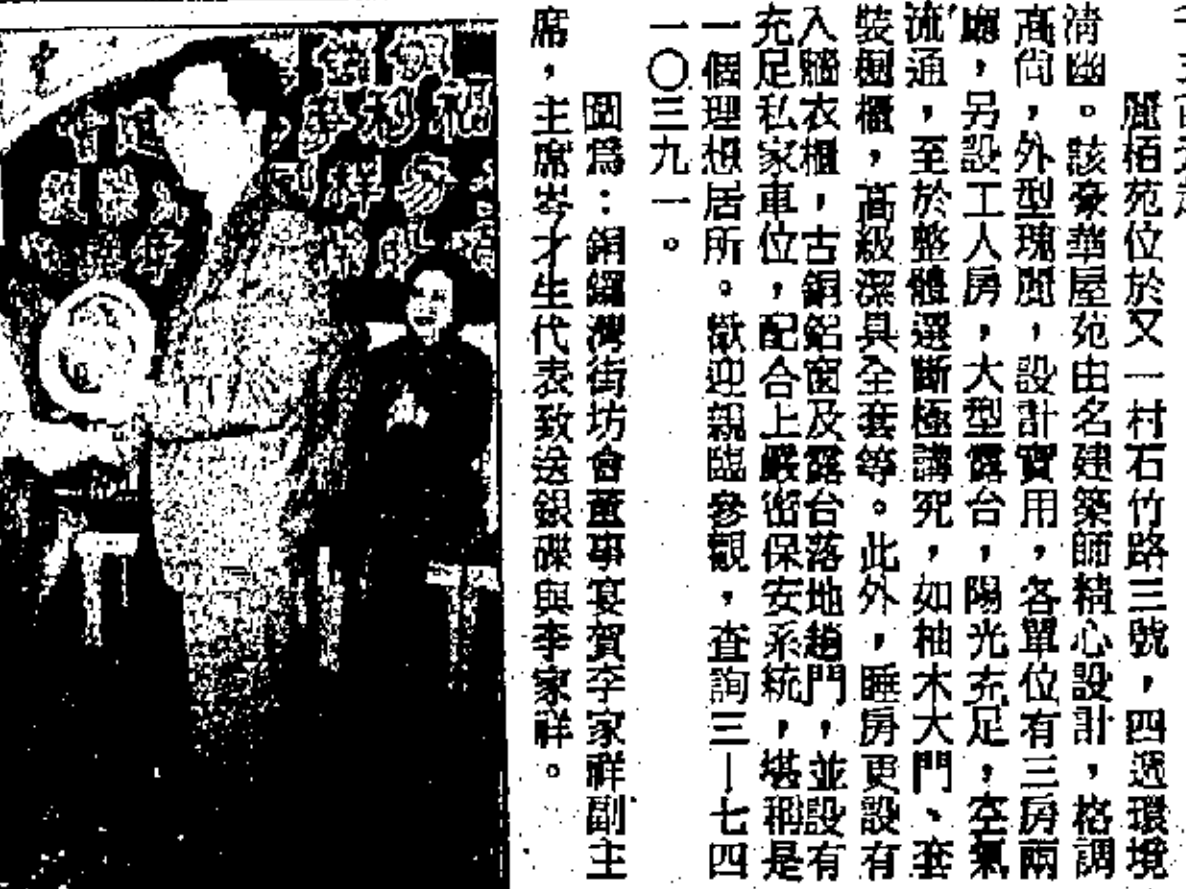 麗栢苑位於又一村石竹路三號，四週環境
清幽。該豪華屋苑由名建築師精心設計，格調
高尙，外型瑰麗，設計實用，各單位有三房兩
廳，另設工人房，大型露台，陽光充足，空氣
流通，至於整體選斷極講究，如柚木大門、套
裝櫥櫃，高級潔具全套等。此外，睡房更設有
入牆衣櫃，古銅鋁窗及露台落地趟門，並設有
充足私家車位，配合上嚴密保安系統，堪稱是
一個理想居所。歡迎親臨參觀，查詢三—七四
一〇三九一。
圖爲：銅鑼灣街坊會董事宴賀李家祥副主
席，主席岑才生代表致送銀碟與李家祥。